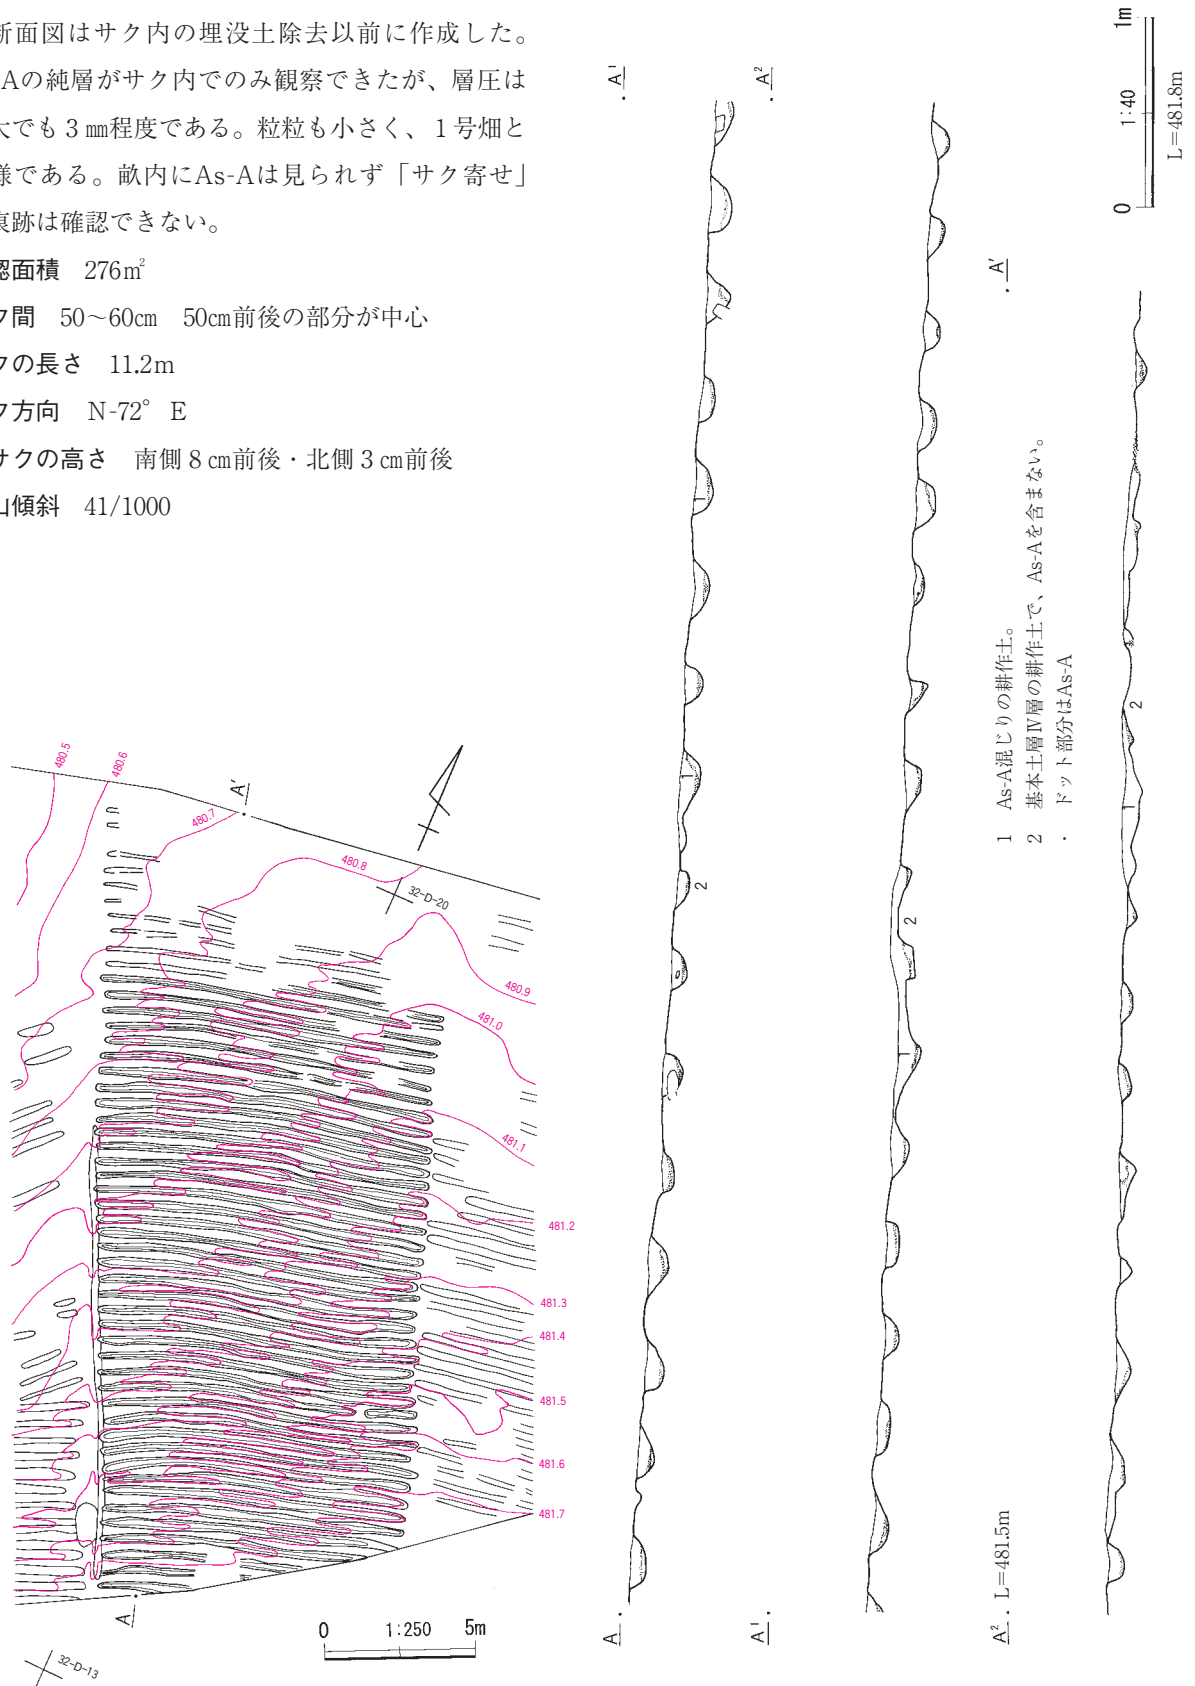 断面図はサク内の埋没土除去以前に作成した。
Aの純層がサク内でのみ観察できたが、層圧は
大でも3㎜程度である。粒粒も小さく、1号畑と
様である。畝内にAs-Aは見られず「サク寄せ」
痕跡は確認できない。
認面積 276㎡
ク間 50~60㎝ 50㎝前後の部分が中心
クの長さ 11.2m
ク方向 N-72° E
サクの高さ 南側8㎝前後・北側3㎝前後
山傾斜 41/1000
480.5
480.6
480.7
480.8
480.9
481.0
481.1
481.2
481.3
481.4
481.5
481.6
481.7
A'
32-D-20
A
32-D-13
0 1:250 5m
A1
A
1
1
2
A2
A1
2
1
A'
A2 . L=481.5m
2
1
1 As-A混じりの耕作土。
2 基本土層Ⅳ層の耕作土で、As-Aを含まない。
・ ドット部分はAs-A
0 1:40 1m
L=481.8m